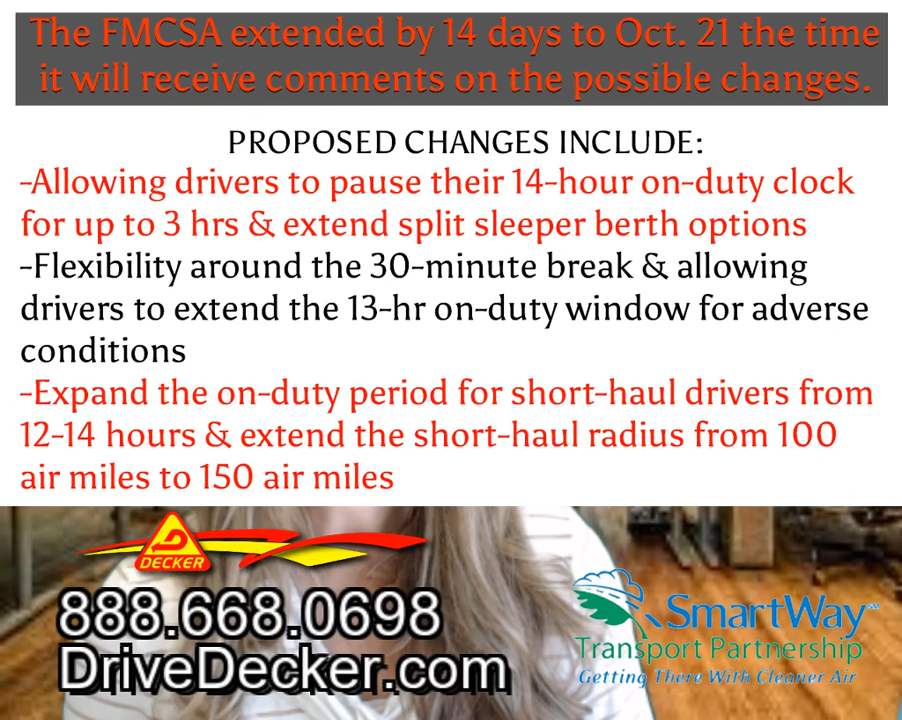 The FMCSA extended by 14 days to Oct. 21 the time
it will receive comments on the possible changes.
PROPOSED CHANGES INCLUDE:
-Allowing drivers to pause their 14-hour on-duty clock
for up to 3 hrs & extend split sleeper berth options
-Flexibility around the 30-minute break & allowing
drivers to extend the 13-hr on-duty window for adverse
conditions
-Expand the on-duty period for short-haul drivers from
12-14 hours & extend the short-haul radius from 100
air miles to 150 air miles
DECKER
888.668.0698
DriveDecker.com
SmartWay
Transport Partnership
Getting There With Cleaner Air